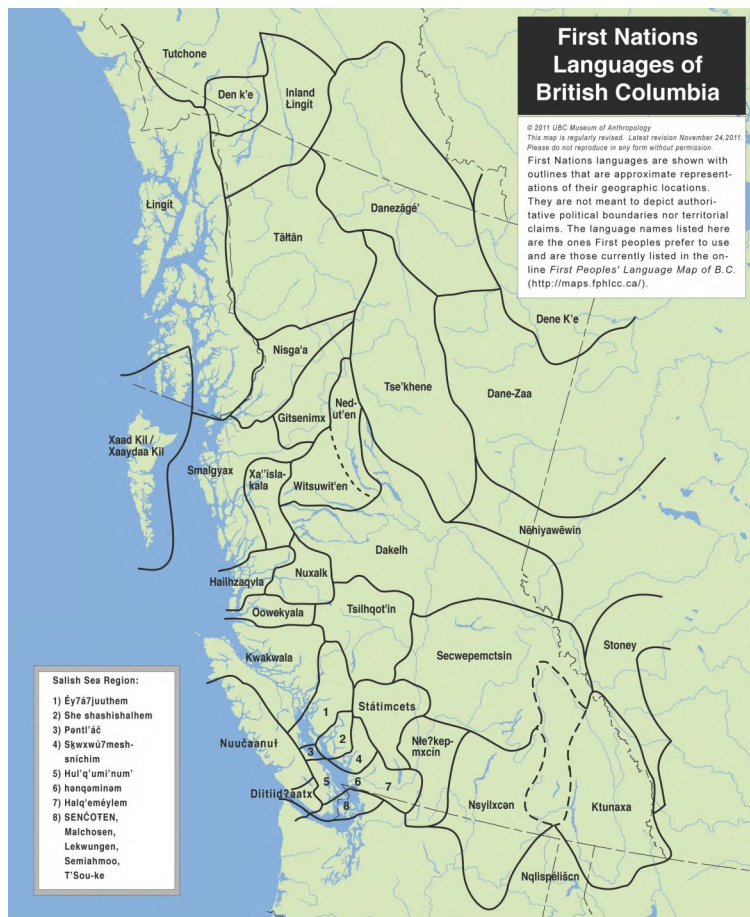 First Nations
Languages of
British Columbia
© 2011 UBC Museum of Anthropology
This map is regularly revised. Latest revision November 24,2011.
Please do not reproduce in any form without permission.
First Nations languages are shown with
outlines that are approximate represent-
ations of their geographic locations.
They are not meant to depict authori-
tative political boundaries nor territorial
claims. The language names listed here
are the ones First peoples prefer to use
and are those currently listed in the on-
line First Peoples' Language Map of B.C.
(http://maps.fphlcc.ca/).
Tutchone
Den k'e
Inland
Łingít
Łingít
Danezāgé'
Tāłtān
Dene K'e
Nisga'a
Tse'khene
Dane-Zaa
Ned-
ut'en
Gitsenimx
Xaad Kil /
Xaaydaa Kil
Smalgyax
Xa"isla-
kala
Witsuwit'en
Nēhiyawēwin
Dakelh
Hailhzaqvla
Nuxalk
Oowekyala
Tsilhqot'in
Kwakwala
Secwepemctsin
Stoney
Státimcets
1
2
3
4
5
6
7
8
Nuučaan̓uł
Nłeʔkep-
mxcín
Diitiidʔaatx
Nsyilxcən
Ktunaxa
Nqlispélišcn
Salish Sea Region:
1) Éy7á7juuthem
2) She shashishalhem
3) Pəntl'áč
4) Sḵwxwú7mesh-
sníchim
5) Hul'q'umi'num'
6) hənqəminəm
7) Halq'eméylem
8) SENĆOŦEN,
Malchosen,
Lekwungen,
Semiahmoo,
T'Sou-ke